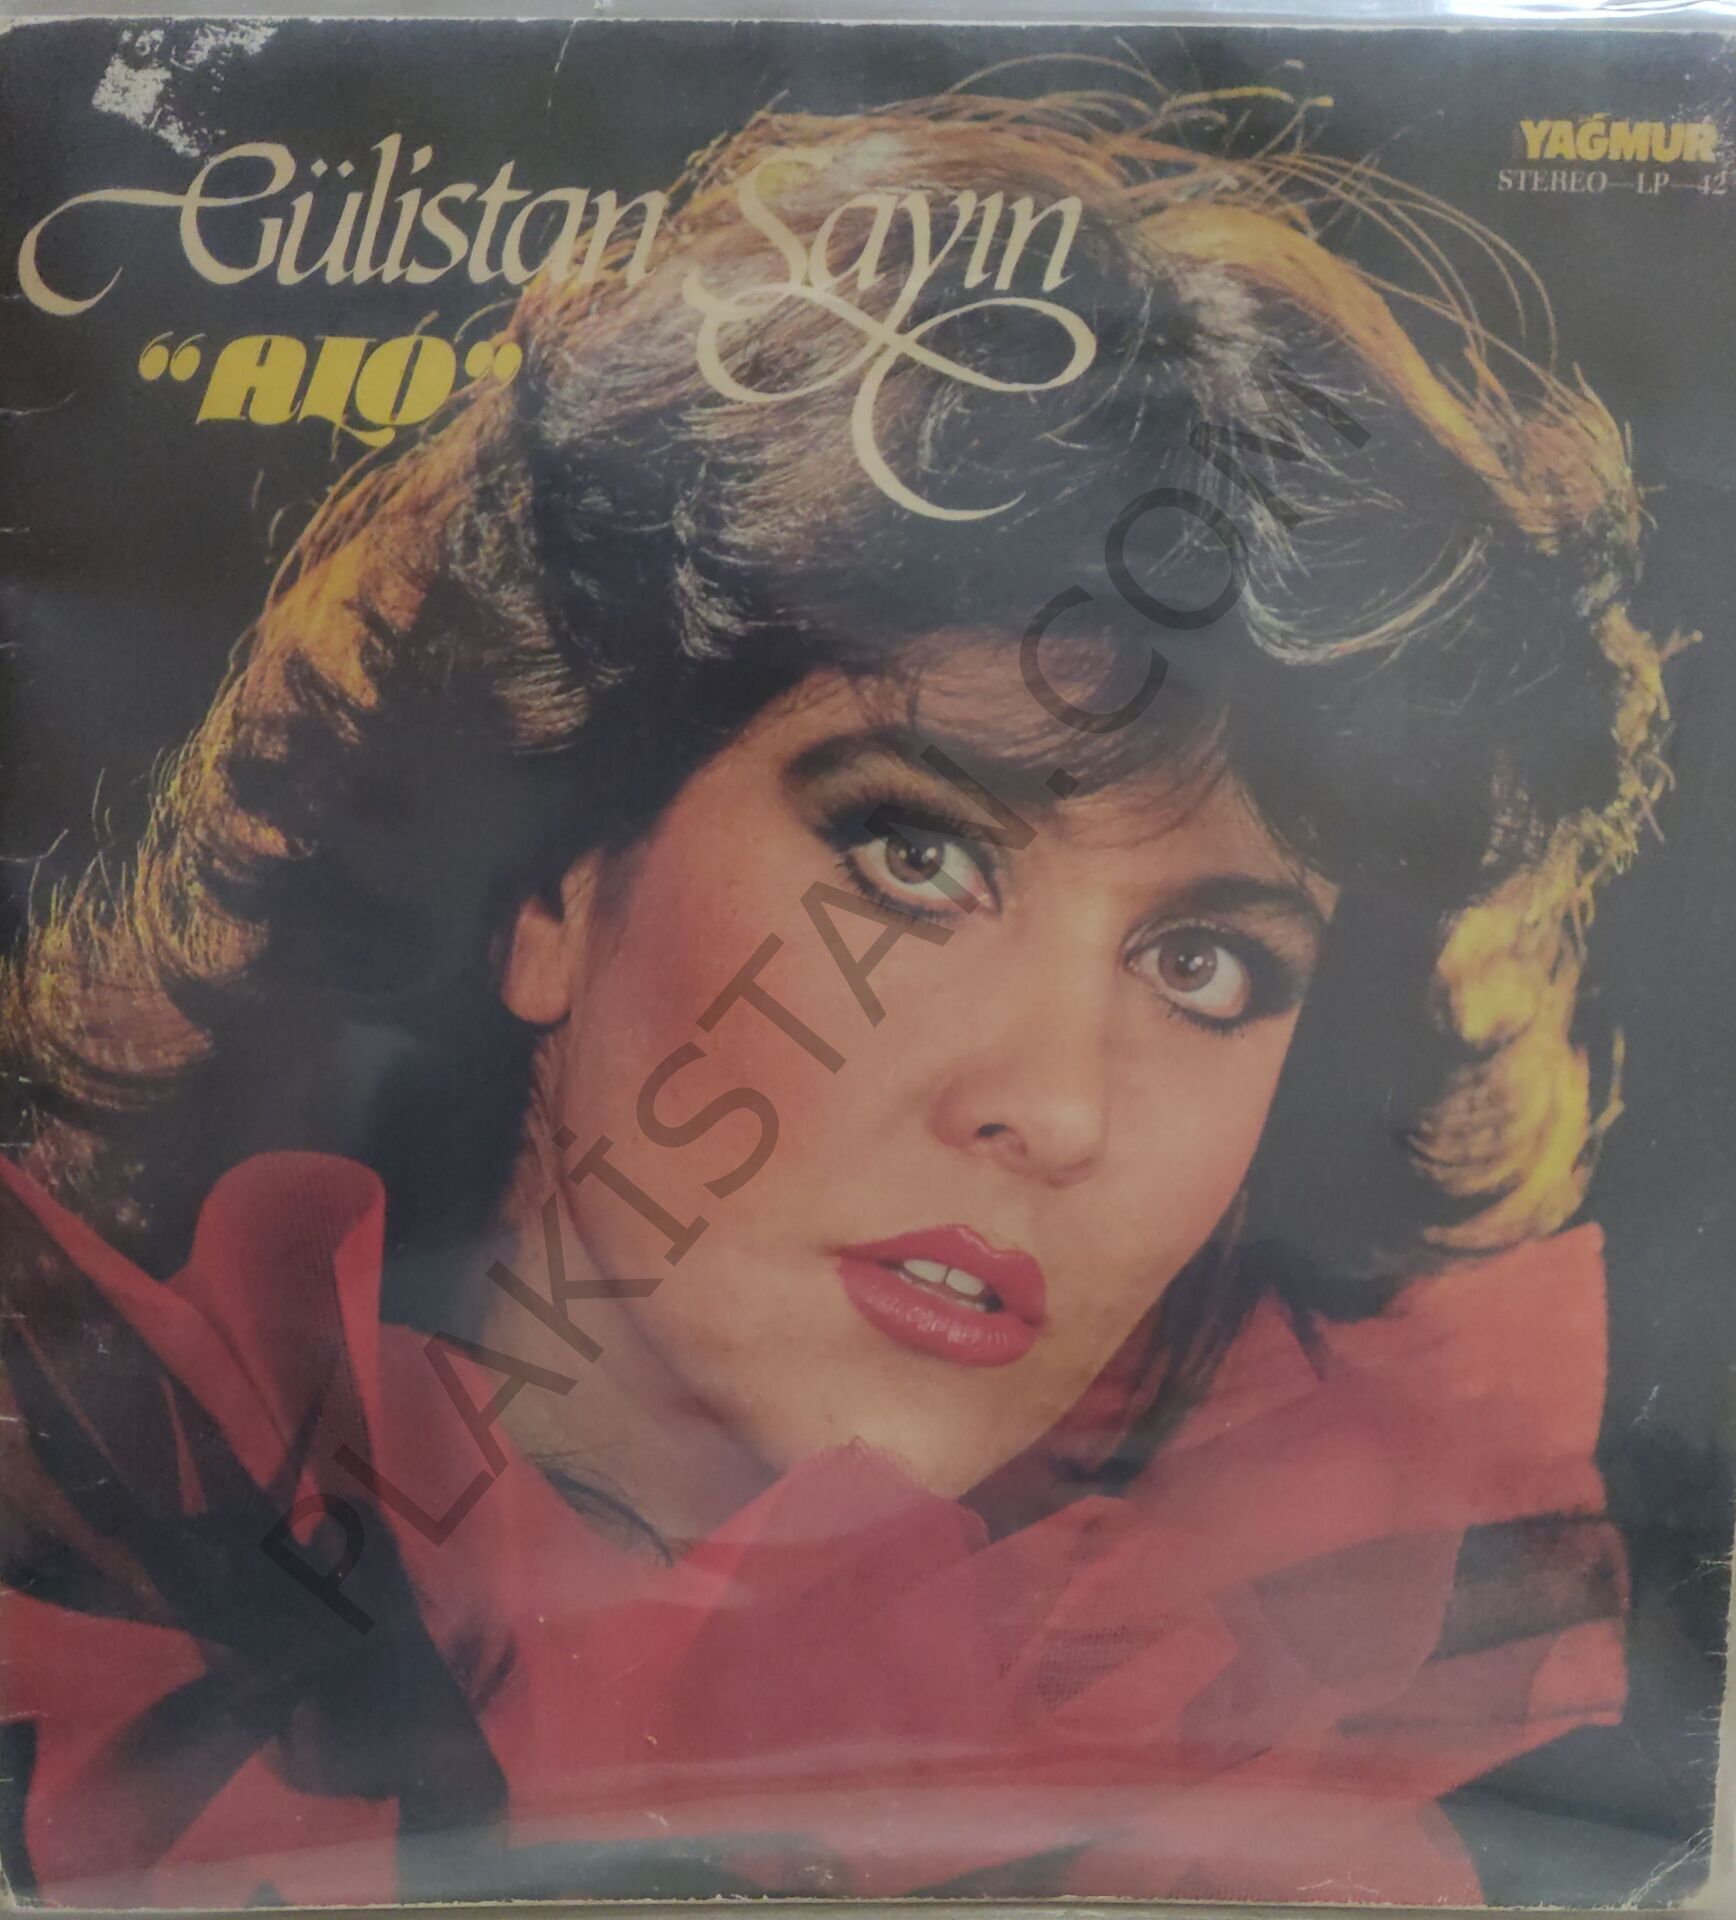 Gülistan Sayın
"ALO"
YAĞMUR
STEREO—LP—42
PLAKİSTAN.COM